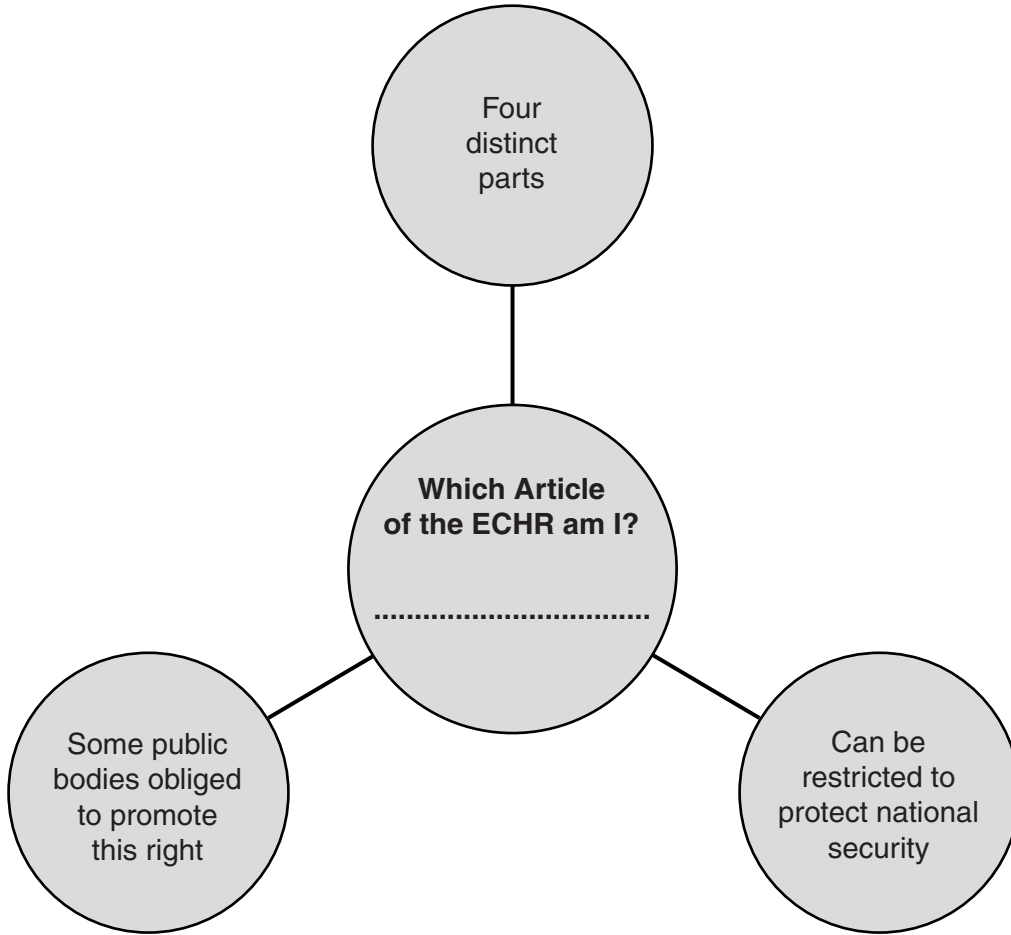 Four
distinct
parts
Which Article
of the ECHR am I?
..................................
Some public
bodies obliged
to promote
this right
Can be
restricted to
protect national
security